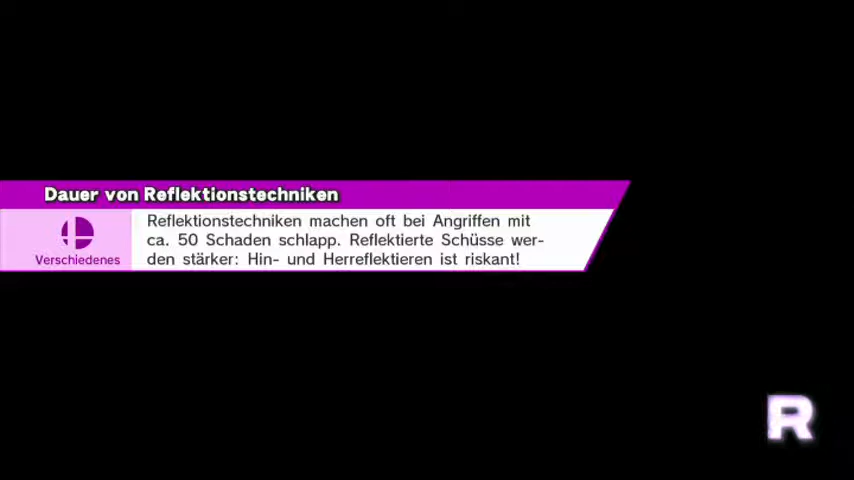 Dauer von Reflektionstechniken
Reflektionstechniken machen oft bei Angriffen mit
ca. 50 Schaden schlapp. Reflektierte Schüsse wer-
den stärker: Hin- und Herreflektieren ist riskant!
Verschiedenes
R